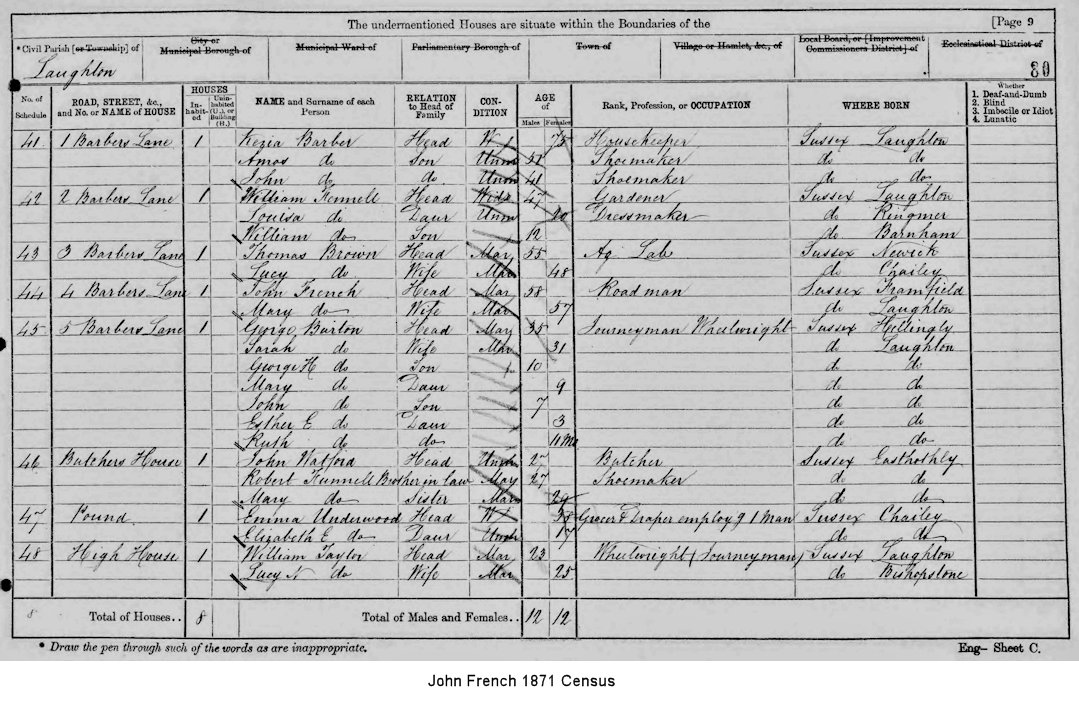 The undermentioned Houses are situate within the Boundaries of the [Page 9
*Civil Parish [or Township] of City or Municipal Borough of Municipal Ward of Parliamentary Borough of Town of Village or Hamlet, &c., of Local Board, or [Improvement Commissioners District] of Ecclesiastical District of
Laughton 80
No. of Schedule ROAD, STREET, &c., and No. or NAME of HOUSE HOUSES Inhabited Uninhabited (U.), or Building (B.) NAME and Surname of each Person RELATION to Head of Family CONDITION AGE of Males Females Rank, Profession, or OCCUPATION WHERE BORN Whether 1. Deaf-and-Dumb 2. Blind 3. Imbecile or Idiot 4. Lunatic
41 1 Barbers Lane 1 Kezia Barber Head W 75 Housekeeper Sussex Laughton
Amos do Son Unm 51 Shoemaker do do
John do do Unm 41 Shoemaker do do
42 2 Barbers Lane 1 William Funnell Head Widr 47 Gardener Sussex Laughton
Louisa do Daur Unm 20 Dressmaker do Ringmer
William do Son 12 do Barnham
43 3 Barbers Lane 1 Thomas Brown Head Mar 55 Ag Lab Sussex Newick
Lucy do Wife Mar 48 do Chailey
44 4 Barbers Lane 1 John French Head Mar 58 Roadman Sussex Framfield
Mary do Wife Mar 57 do Laughton
45 5 Barbers Lane 1 George Burton Head Mar 35 Journeyman Wheelwright Sussex Hellingly
Sarah do Wife Mar 31 do Laughton
George H do Son 10 do do
Mary do Daur 9 do do
John do Son 7 do do
Esther E do Daur 3 do do
Ruth do do 11 Mo do do
46 Butchers House 1 John Watford Head Unm 27 Butcher Sussex Easthothly
Robert Funnell Brother in law Mar 27 Shoemaker do do
Mary do Sister Mar 29 do do
47 Pound 1 Emma Underwood Head W Grocer & Draper employg 1 Man Sussex Chailey
Elizabeth E do Daur Unm 17 do do
48 High House 1 William Taylor Head Mar 23 Wheelwright (Journeyman) Sussex Laughton
Lucy N do Wife Mar 25 do Bishopstone
8 Total of Houses.. 8 Total of Males and Females.. 12 12
* Draw the pen through such of the words as are inappropriate. Eng- Sheet C.
John French 1871 Census